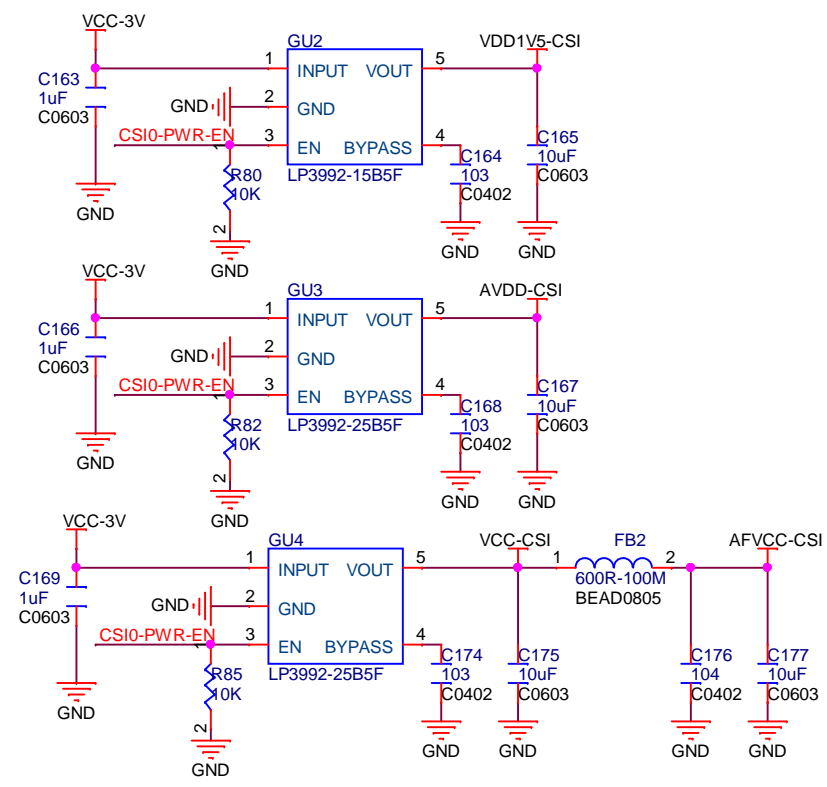 VCC-3V
GU2
VDD1V5-CSI
1 INPUT VOUT 5
C163
1uF
C0603
GND 2 GND
CSI0-PWR-EN 3 EN BYPASS 4
1
R80
10K
2
LP3992-15B5F
C164
103
C0402
C165
10uF
C0603
GND
GND
GND
GND
VCC-3V
GU3
AVDD-CSI
1 INPUT VOUT 5
C166
1uF
C0603
GND 2 GND
CSI0-PWR-EN 3 EN BYPASS 4
1
R82
10K
2
LP3992-25B5F
C168
103
C0402
C167
10uF
C0603
GND
GND
GND
GND
VCC-3V
GU4
VCC-CSI
FB2
AFVCC-CSI
1 INPUT VOUT 5
1 2
600R-100M
BEAD0805
C169
1uF
C0603
GND 2 GND
CSI0-PWR-EN 3 EN BYPASS 4
1
R85
10K
2
LP3992-25B5F
C174
103
C0402
C175
10uF
C0603
C176
104
C0402
C177
10uF
C0603
GND
GND
GND
GND
GND
GND